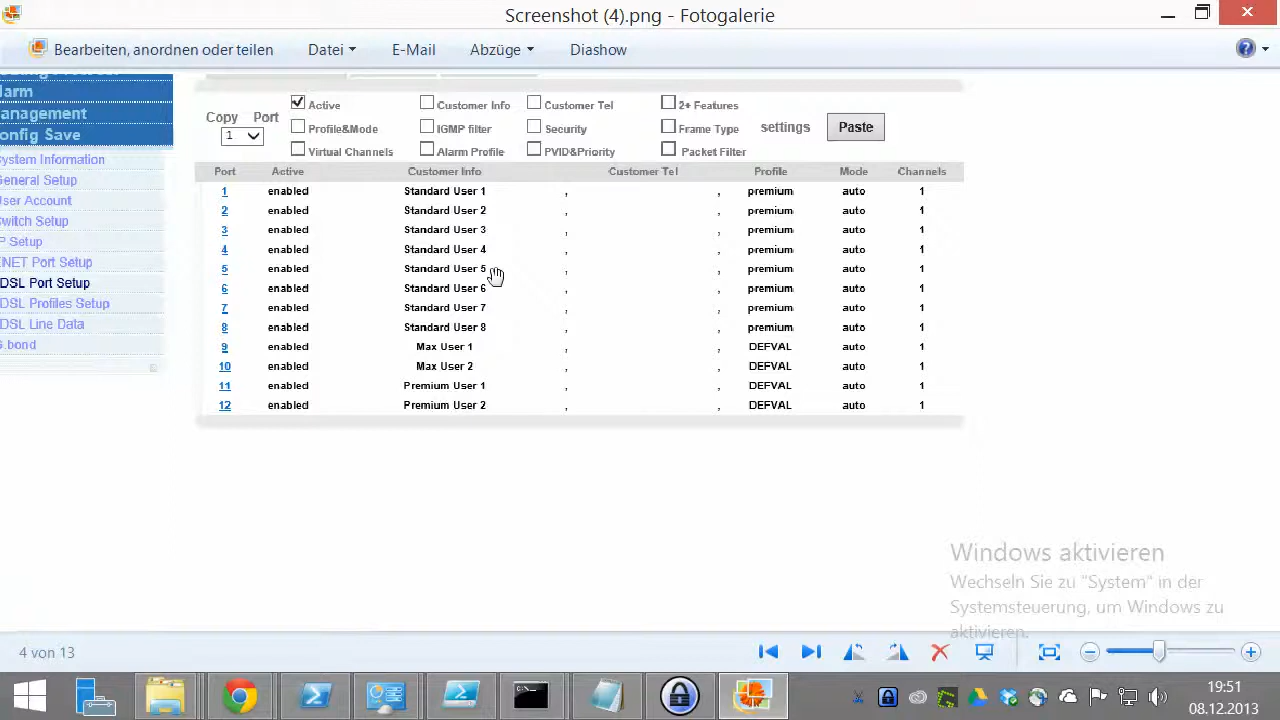 Screenshot (4).png - Fotogalerie
Bearbeiten, anordnen oder teilen Datei E-Mail Abzüge Diashow
larm
anagement
onfig Save
ystem Information
eneral Setup
ser Account
witch Setup
P Setup
NET Port Setup
DSL Port Setup
DSL Profiles Setup
DSL Line Data
.bond
Copy Port
1
Active Customer Info Customer Tel 2+ Features
Profile&Mode IGMP filter Security Frame Type
Virtual Channels Alarm Profile PVID&Priority Packet Filter
settings Paste
Port Active Customer Info Customer Tel Profile Mode Channels
1 enabled Standard User 1 , , premium auto 1
2 enabled Standard User 2 , , premium auto 1
3 enabled Standard User 3 , , premium auto 1
4 enabled Standard User 4 , , premium auto 1
5 enabled Standard User 5 , , premium auto 1
6 enabled Standard User 6 , , premium auto 1
7 enabled Standard User 7 , , premium auto 1
8 enabled Standard User 8 , , premium auto 1
9 enabled Max User 1 , , DEFVAL auto 1
10 enabled Max User 2 , , DEFVAL auto 1
11 enabled Premium User 1 , , DEFVAL auto 1
12 enabled Premium User 2 , , DEFVAL auto 1
Windows aktivieren
Wechseln Sie zu "System" in der
Systemsteuerung, um Windows zu
aktivieren.
4 von 13
19:51
08.12.2013